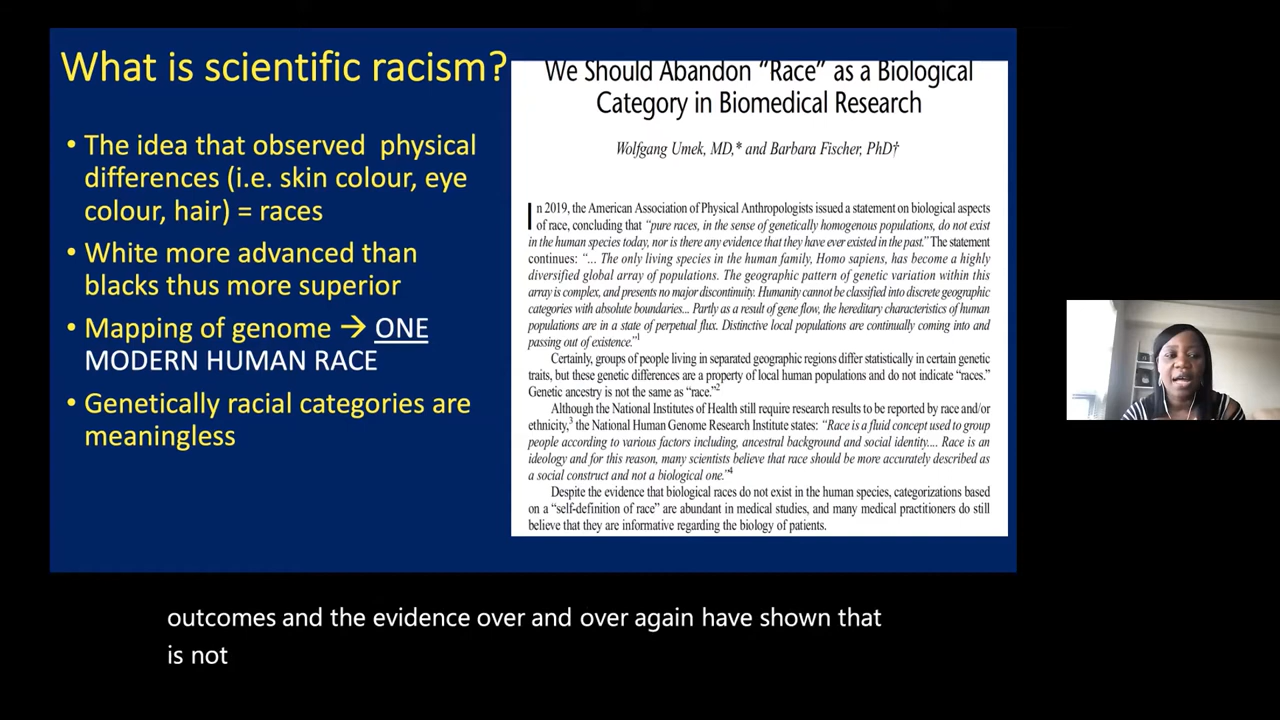 What is scientific racism?
• The idea that observed physical
differences (i.e. skin colour, eye
colour, hair) = races
• White more advanced than
blacks thus more superior
• Mapping of genome → ONE
MODERN HUMAN RACE
• Genetically racial categories are
meaningless
We Should Abandon “Race” as a Biological
Category in Biomedical Research
Wolfgang Umek, MD,* and Barbara Fischer, PhD†
In 2019, the American Association of Physical Anthropologists issued a statement on biological aspects
of race, concluding that “pure races, in the sense of genetically homogenous populations, do not exist
in the human species today, nor is there any evidence that they have ever existed in the past.” The statement
continues: “... The only living species in the human family, Homo sapiens, has become a highly
diversified global array of populations. The geographic pattern of genetic variation within this
array is complex, and presents no major discontinuity. Humanity cannot be classified into discrete geographic
categories with absolute boundaries... Partly as a result of gene flow, the hereditary characteristics of human
populations are in a state of perpetual flux. Distinctive local populations are continually coming into and
passing out of existence.”1
Certainly, groups of people living in separated geographic regions differ statistically in certain genetic
traits, but these genetic differences are a property of local human populations and do not indicate “races.”
Genetic ancestry is not the same as “race.”2
Although the National Institutes of Health still require research results to be reported by race and/or
ethnicity,3 the National Human Genome Research Institute states: “Race is a fluid concept used to group
people according to various factors including, ancestral background and social identity.... Race is an
ideology and for this reason, many scientists believe that race should be more accurately described as
a social construct and not a biological one.”4
Despite the evidence that biological races do not exist in the human species, categorizations based
on a “self-definition of race” are abundant in medical studies, and many medical practitioners do still
believe that they are informative regarding the biology of patients.
outcomes and the evidence over and over again have shown that
is not